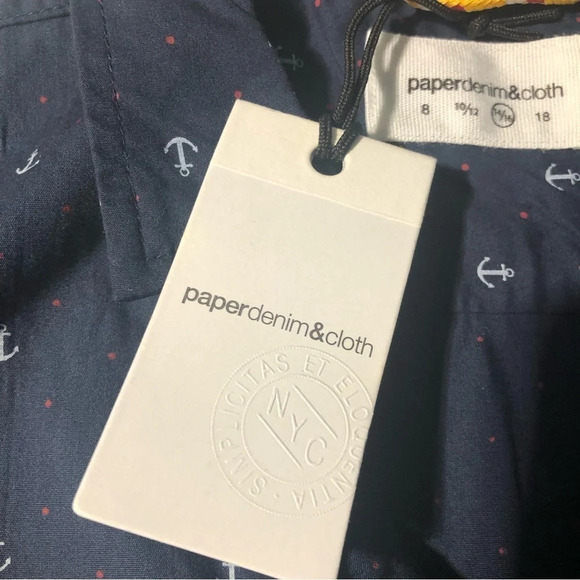 paperdenim&cloth
8 10/12 14/16 18
paperdenim&cloth
SIMPLICITAS ET ELOQUENTIA
NYC